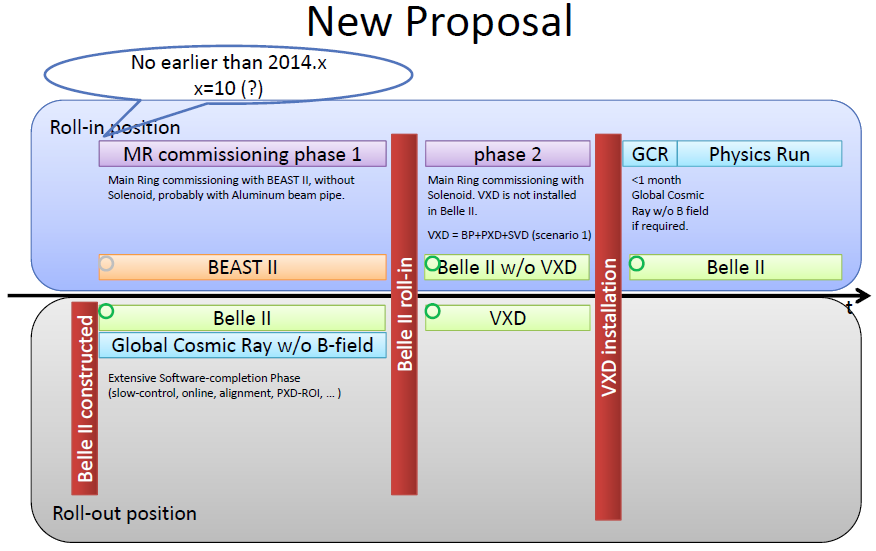 New Proposal
No earlier than 2014.x
x=10 (?)
Roll-in position
MR commissioning phase 1
Main Ring commissioning with BEAST II, without
Solenoid, probably with Aluminum beam pipe.
BEAST II
phase 2
Main Ring commissioning with
Solenoid. VXD is not installed
in Belle II.
VXD = BP+PXD+SVD (scenario 1)
Belle II w/o VXD
GCR
Physics Run
<1 month
Global Cosmic
Ray w/o B field
if required.
Belle II
t
Belle II constructed
Belle II
Global Cosmic Ray w/o B-field
Extensive Software-completion Phase
(slow-control, online, alignment, PXD-ROI, ... )
Belle II roll-in
VXD
VXD installation
Roll-out position